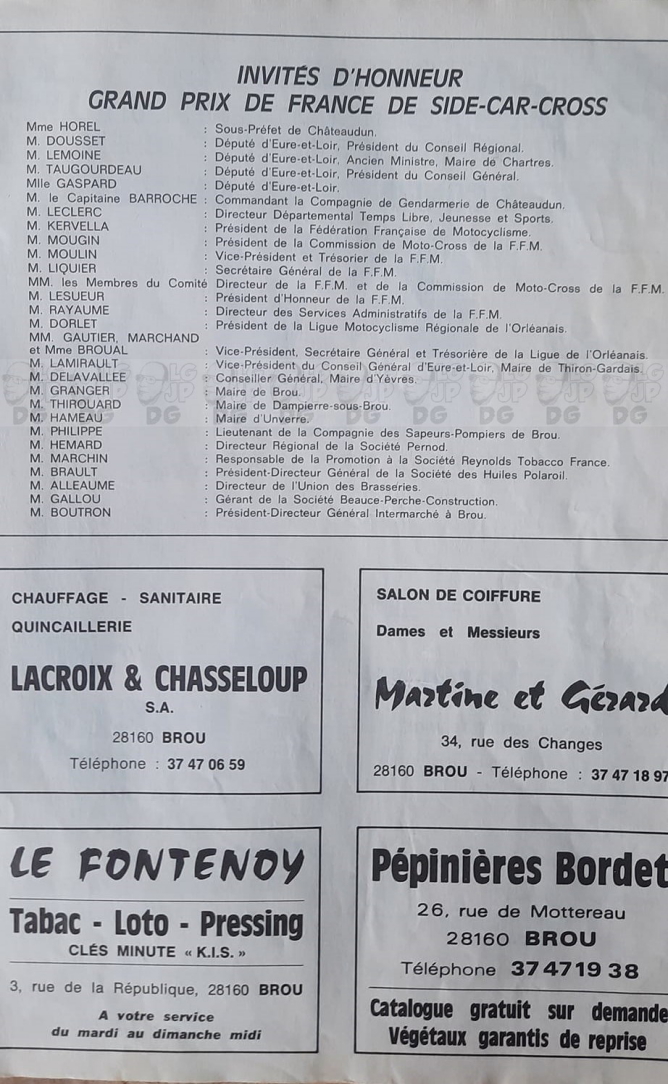 INVITÉS D'HONNEUR
GRAND PRIX DE FRANCE DE SIDE-CAR-CROSS
Mme HOREL : Sous-Préfet de Châteaudun.
M. DOUSSET : Député d'Eure-et-Loir, Président du Conseil Régional.
M. LEMOINE : Député d'Eure-et-Loir, Ancien Ministre, Maire de Chartres.
M. TAUGOURDEAU : Député d'Eure-et-Loir, Président du Conseil Général.
Mlle GASPARD : Député d'Eure-et-Loir.
M. le Capitaine BARROCHE : Commandant la Compagnie de Gendarmerie de Châteaudun.
M. LECLERC : Directeur Départemental Temps Libre, Jeunesse et Sports.
M. KERVELLA : Président de la Fédération Française de Motocyclisme.
M. MOUGIN : Président de la Commission de Moto-Cross de la F.F.M.
M. MOULIN : Vice-Président et Trésorier de la F.F.M.
M. LIQUIER : Secrétaire Général de la F.F.M.
MM. les Membres du Comité Directeur de la F.F.M. et de la Commission de Moto-Cross de la F.F.M.
M. LESUEUR : Président d'Honneur de la F.F.M.
M. RAYAUME : Directeur des Services Administratifs de la F.F.M.
M. DORLET : Président de la Ligue Motocyclisme Régionale de l'Orléanais.
MM. GAUTIER, MARCHAND
et Mme BROUAL : Vice-Président, Secrétaire Général et Trésorière de la Ligue de l'Orléanais.
M. LAMIRAULT : Vice-Président du Conseil Général d'Eure-et-Loir, Maire de Thiron-Gardais.
M. DELAVALLEE : Conseiller Général, Maire d'Yèvres.
M. GRANGER : Maire de Brou.
M. THIROUARD : Maire de Dampierre-sous-Brou.
M. HAMEAU : Maire d'Unverre.
M. PHILIPPE : Lieutenant de la Compagnie des Sapeurs-Pompiers de Brou.
M. HEMARD : Directeur Régional de la Société Pernod.
M. MARCHIN : Responsable de la Promotion à la Société Reynolds Tobacco France.
M. BRAULT : Président-Directeur Général de la Société des Huiles Polaroil.
M. ALLEAUME : Directeur de l'Union des Brasseries.
M. GALLOU : Gérant de la Société Beauce-Perche-Construction.
M. BOUTRON : Président-Directeur Général Intermarché à Brou.
CHAUFFAGE - SANITAIRE
QUINCAILLERIE
LACROIX & CHASSELOUP
S.A.
28160 BROU
Téléphone : 37 47 06 59
SALON DE COIFFURE
Dames et Messieurs
Martine et Gérard
34, rue des Changes
28160 BROU - Téléphone : 37 47 18 97
LE FONTENOY
Tabac - Loto - Pressing
CLÉS MINUTE « K.I.S. »
3, rue de la République, 28160 BROU
A votre service
du mardi au dimanche midi
Pépinières Bordet
26, rue de Mottereau
28160 BROU
Téléphone 37 47 19 38
Catalogue gratuit sur demande
Végétaux garantis de reprise